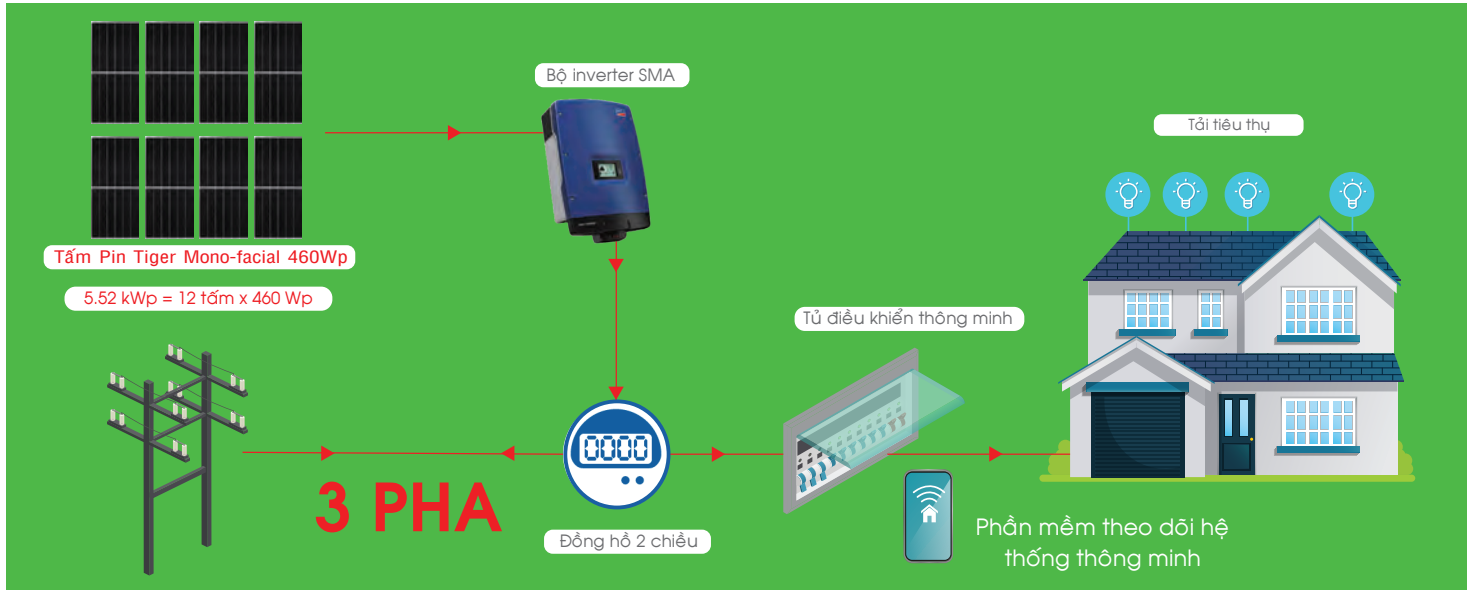 Bộ inverter SMA
Tải tiêu thụ
Tấm Pin Tiger Mono-facial 460Wp
5.52 kWp = 12 tấm x 460 Wp
Tủ điều khiển thông minh
0000
3 PHA
Đồng hồ 2 chiều
Phần mềm theo dõi hệ
thống thông minh